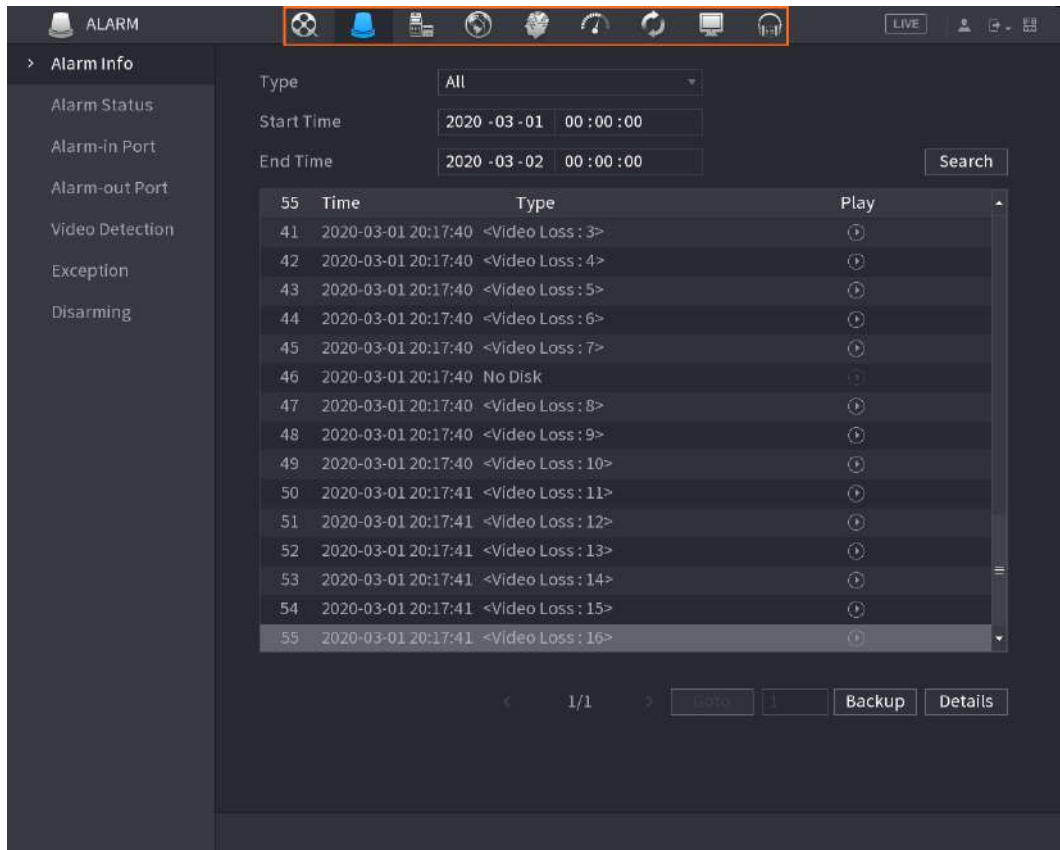 ALARM LIVE
Alarm Info
Alarm Status
Alarm-in Port
Alarm-out Port
Video Detection
Exception
Disarming
Type All
Start Time 2020 -03 -01 00 :00 :00
End Time 2020 -03 -02 00 :00 :00
Search
55 Time Type Play
41 2020-03-01 20:17:40 <Video Loss : 3>
42 2020-03-01 20:17:40 <Video Loss : 4>
43 2020-03-01 20:17:40 <Video Loss : 5>
44 2020-03-01 20:17:40 <Video Loss : 6>
45 2020-03-01 20:17:40 <Video Loss : 7>
46 2020-03-01 20:17:40 No Disk
47 2020-03-01 20:17:40 <Video Loss : 8>
48 2020-03-01 20:17:40 <Video Loss : 9>
49 2020-03-01 20:17:40 <Video Loss : 10>
50 2020-03-01 20:17:41 <Video Loss : 11>
51 2020-03-01 20:17:41 <Video Loss : 12>
52 2020-03-01 20:17:41 <Video Loss : 13>
53 2020-03-01 20:17:41 <Video Loss : 14>
54 2020-03-01 20:17:41 <Video Loss : 15>
55 2020-03-01 20:17:41 <Video Loss : 16>
< 1/1 > Goto 1 Backup Details